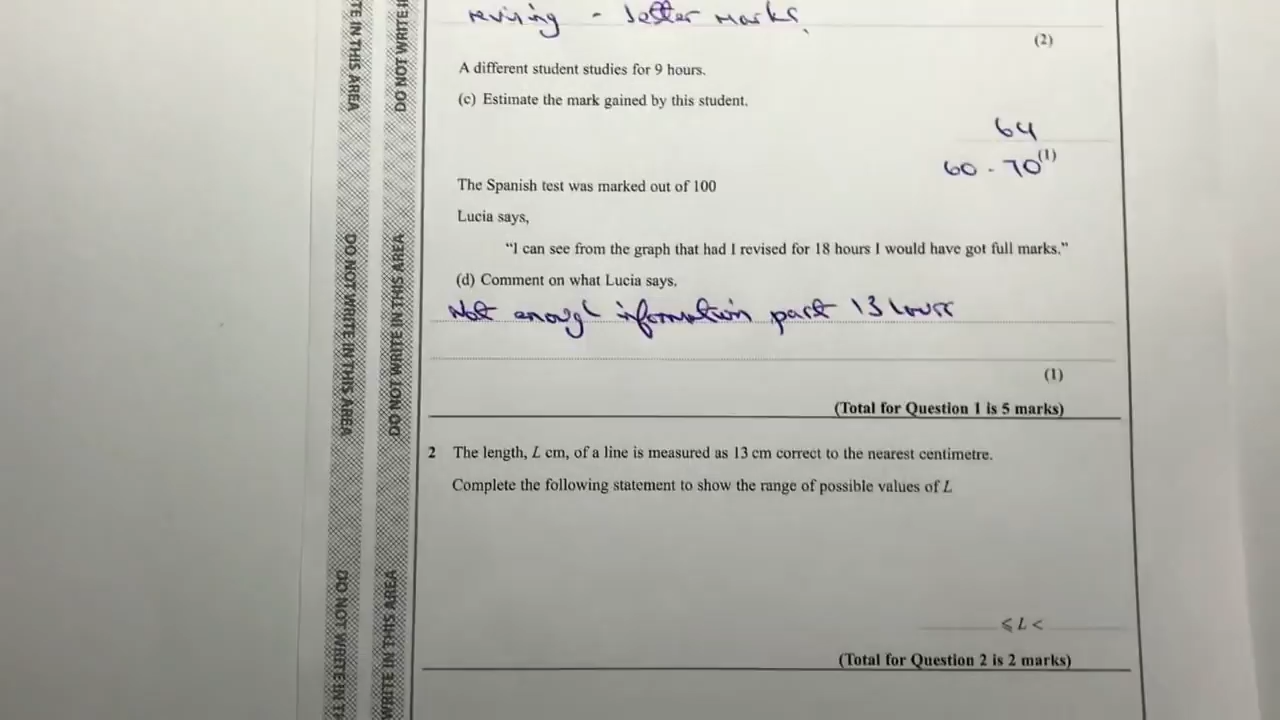 revising - better marks
(2)
A different student studies for 9 hours.
(c) Estimate the mark gained by this student.
64
60 - 70 (1)
The Spanish test was marked out of 100
Lucia says,
“I can see from the graph that had I revised for 18 hours I would have got full marks.”
(d) Comment on what Lucia says.
Not enough information past 13 hours
(1)
(Total for Question 1 is 5 marks)
2 The length, L cm, of a line is measured as 13 cm correct to the nearest centimetre.
Complete the following statement to show the range of possible values of L
⩽ L <
(Total for Question 2 is 2 marks)
TE IN THIS AREA
DO NOT WRITE IN THIS AREA
DO NOT WRITE IN TH
DO NOT WRITE I
DO NOT WRITE IN THIS AREA
WRITE IN THIS AREA